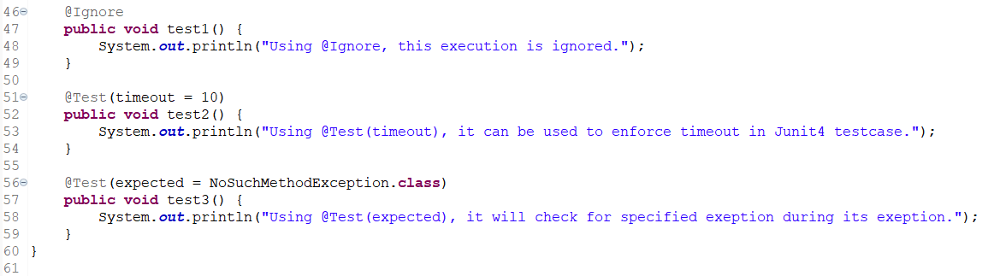 46 @Ignore
47 public void test1() {
48 System.out.println("Using @Ignore, this execution is ignored.");
49 }
50
51 @Test(timeout = 10)
52 public void test2() {
53 System.out.println("Using @Test(timeout), it can be used to enforce timeout in Junit4 testcase.");
54 }
55
56 @Test(expected = NoSuchMethodException.class)
57 public void test3() {
58 System.out.println("Using @Test(expected), it will check for specified exeption during its exeption.");
59 }
60 }
61